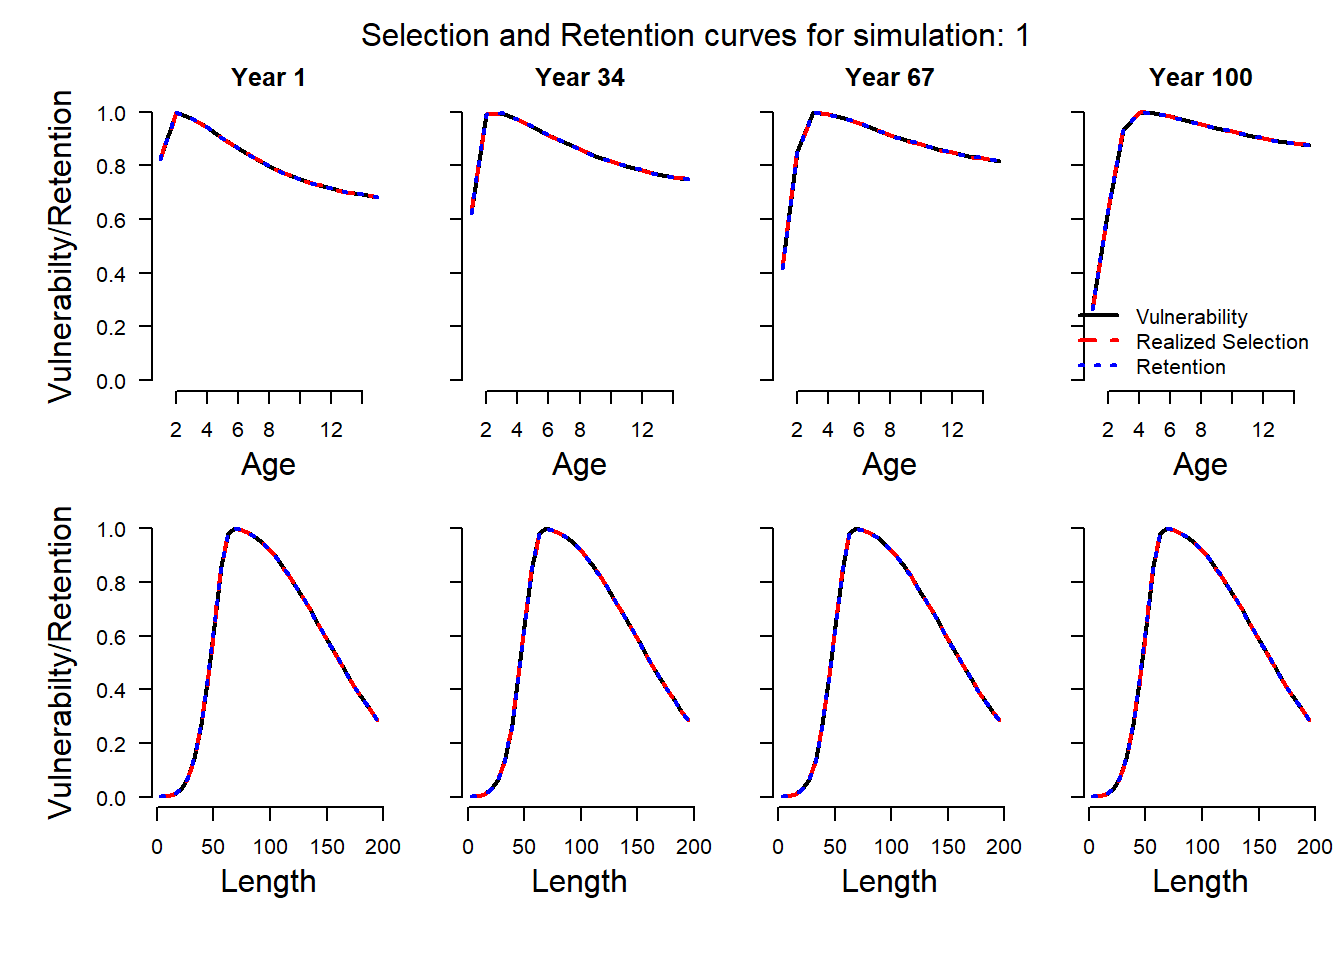 Selection and Retention curves for simulation: 1
Year 1 Year 34 Year 67 Year 100
Vulnerabilty/Retention
1.0
0.8
0.6
0.4
0.2
0.0
Vulnerability
Realized Selection
Retention
2 4 6 8 12 2 4 6 8 12 2 4 6 8 12 2 4 6 8 12
Age Age Age Age
Vulnerabilty/Retention
1.0
0.8
0.6
0.4
0.2
0.0
0 50 100 150 200 0 50 100 150 200 0 50 100 150 200 0 50 100 150 200
Length Length Length Length